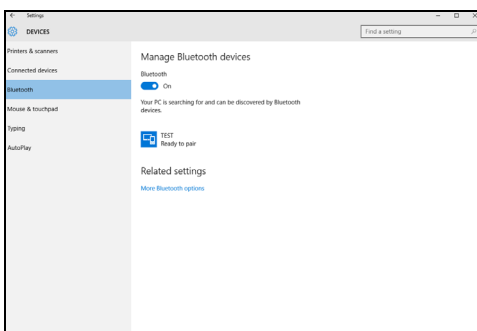 Settings
DEVICES
Find a setting
Printers & scanners
Connected devices
Bluetooth
Mouse & touchpad
Typing
AutoPlay
Manage Bluetooth devices
Bluetooth
On
Your PC is searching for and can be discovered by Bluetooth
devices.
TEST
Ready to pair
Related settings
More Bluetooth options